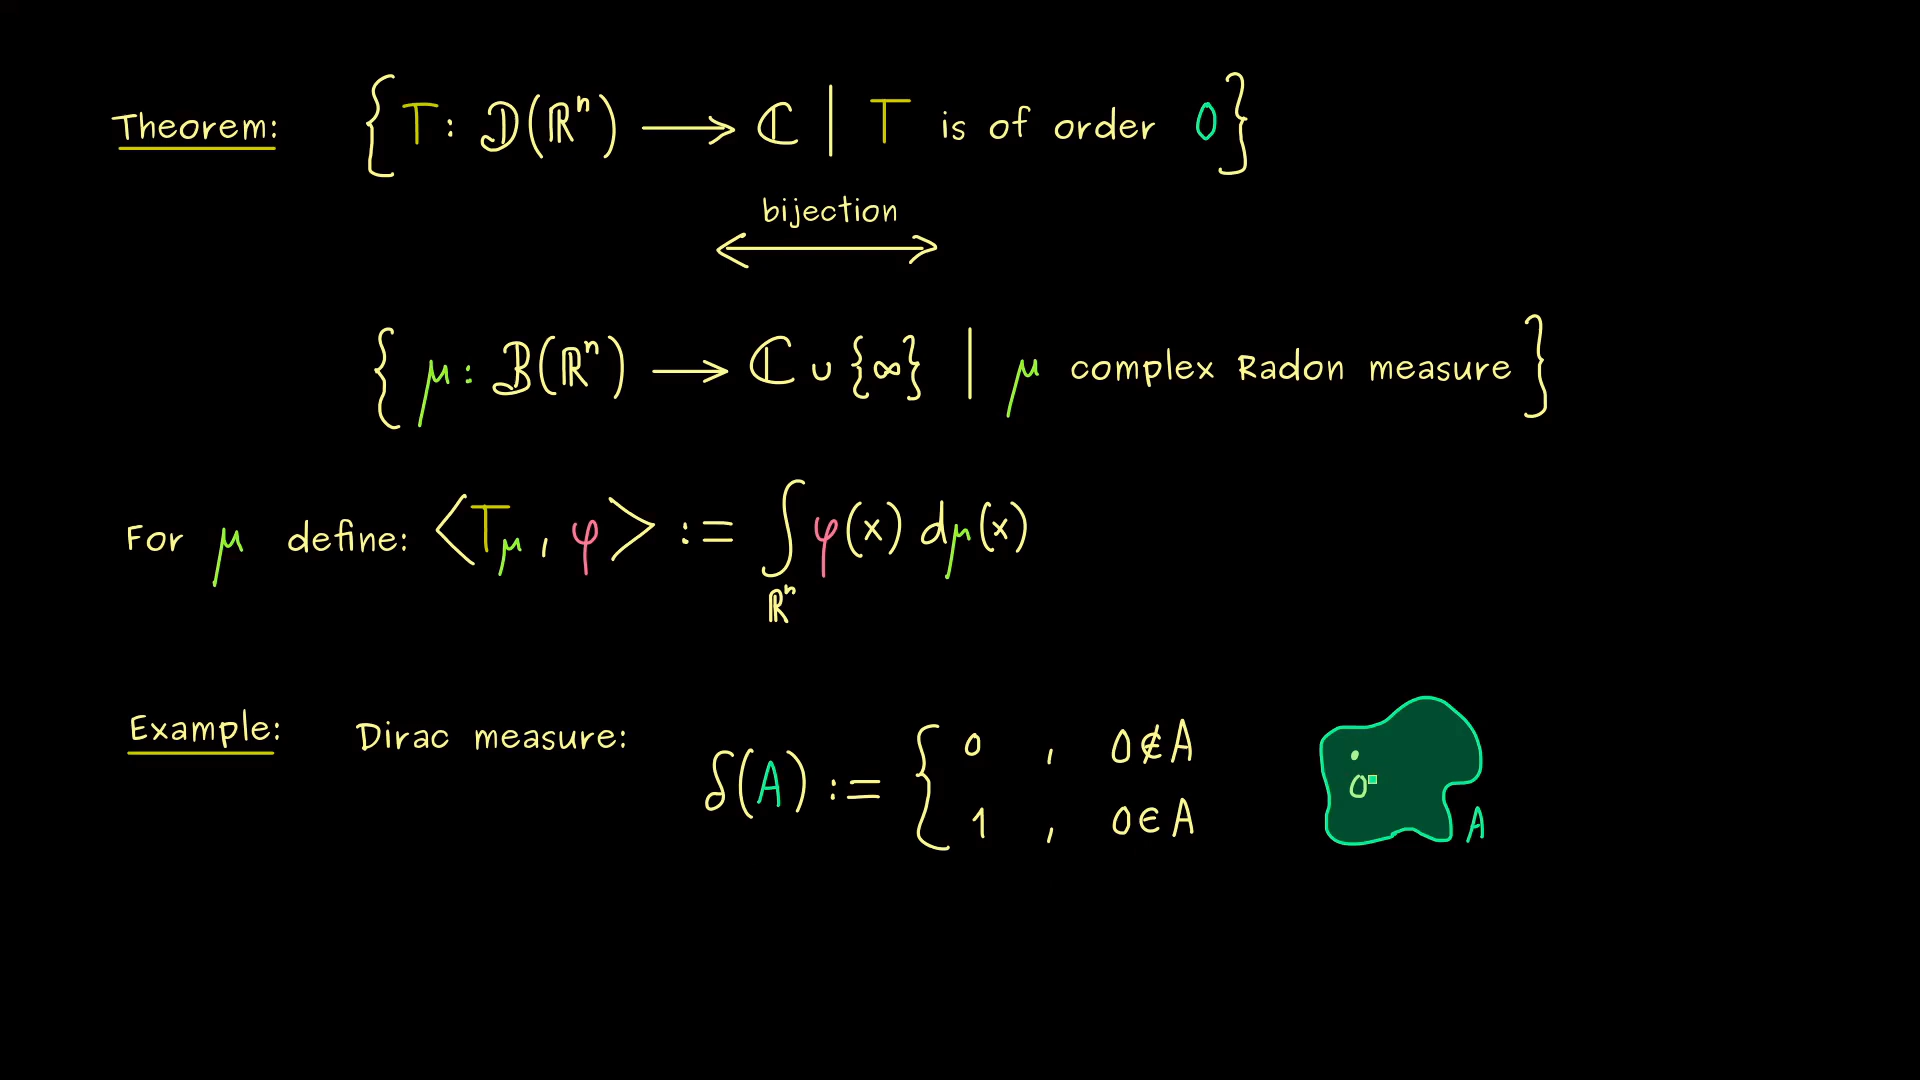 Theorem: { T: 𝒟(ℝⁿ) ⟶ ℂ | T is of order 0 }
bijection
⟷
{ μ: ℬ(ℝⁿ) ⟶ ℂ ∪ {∞} | μ complex Radon measure }
For μ define: ⟨T_μ, φ⟩ := ∫_ℝⁿ φ(x) dμ(x)
Example: Dirac measure: δ(A) := { 0 , 0∉A
1 , 0∈A
0
A